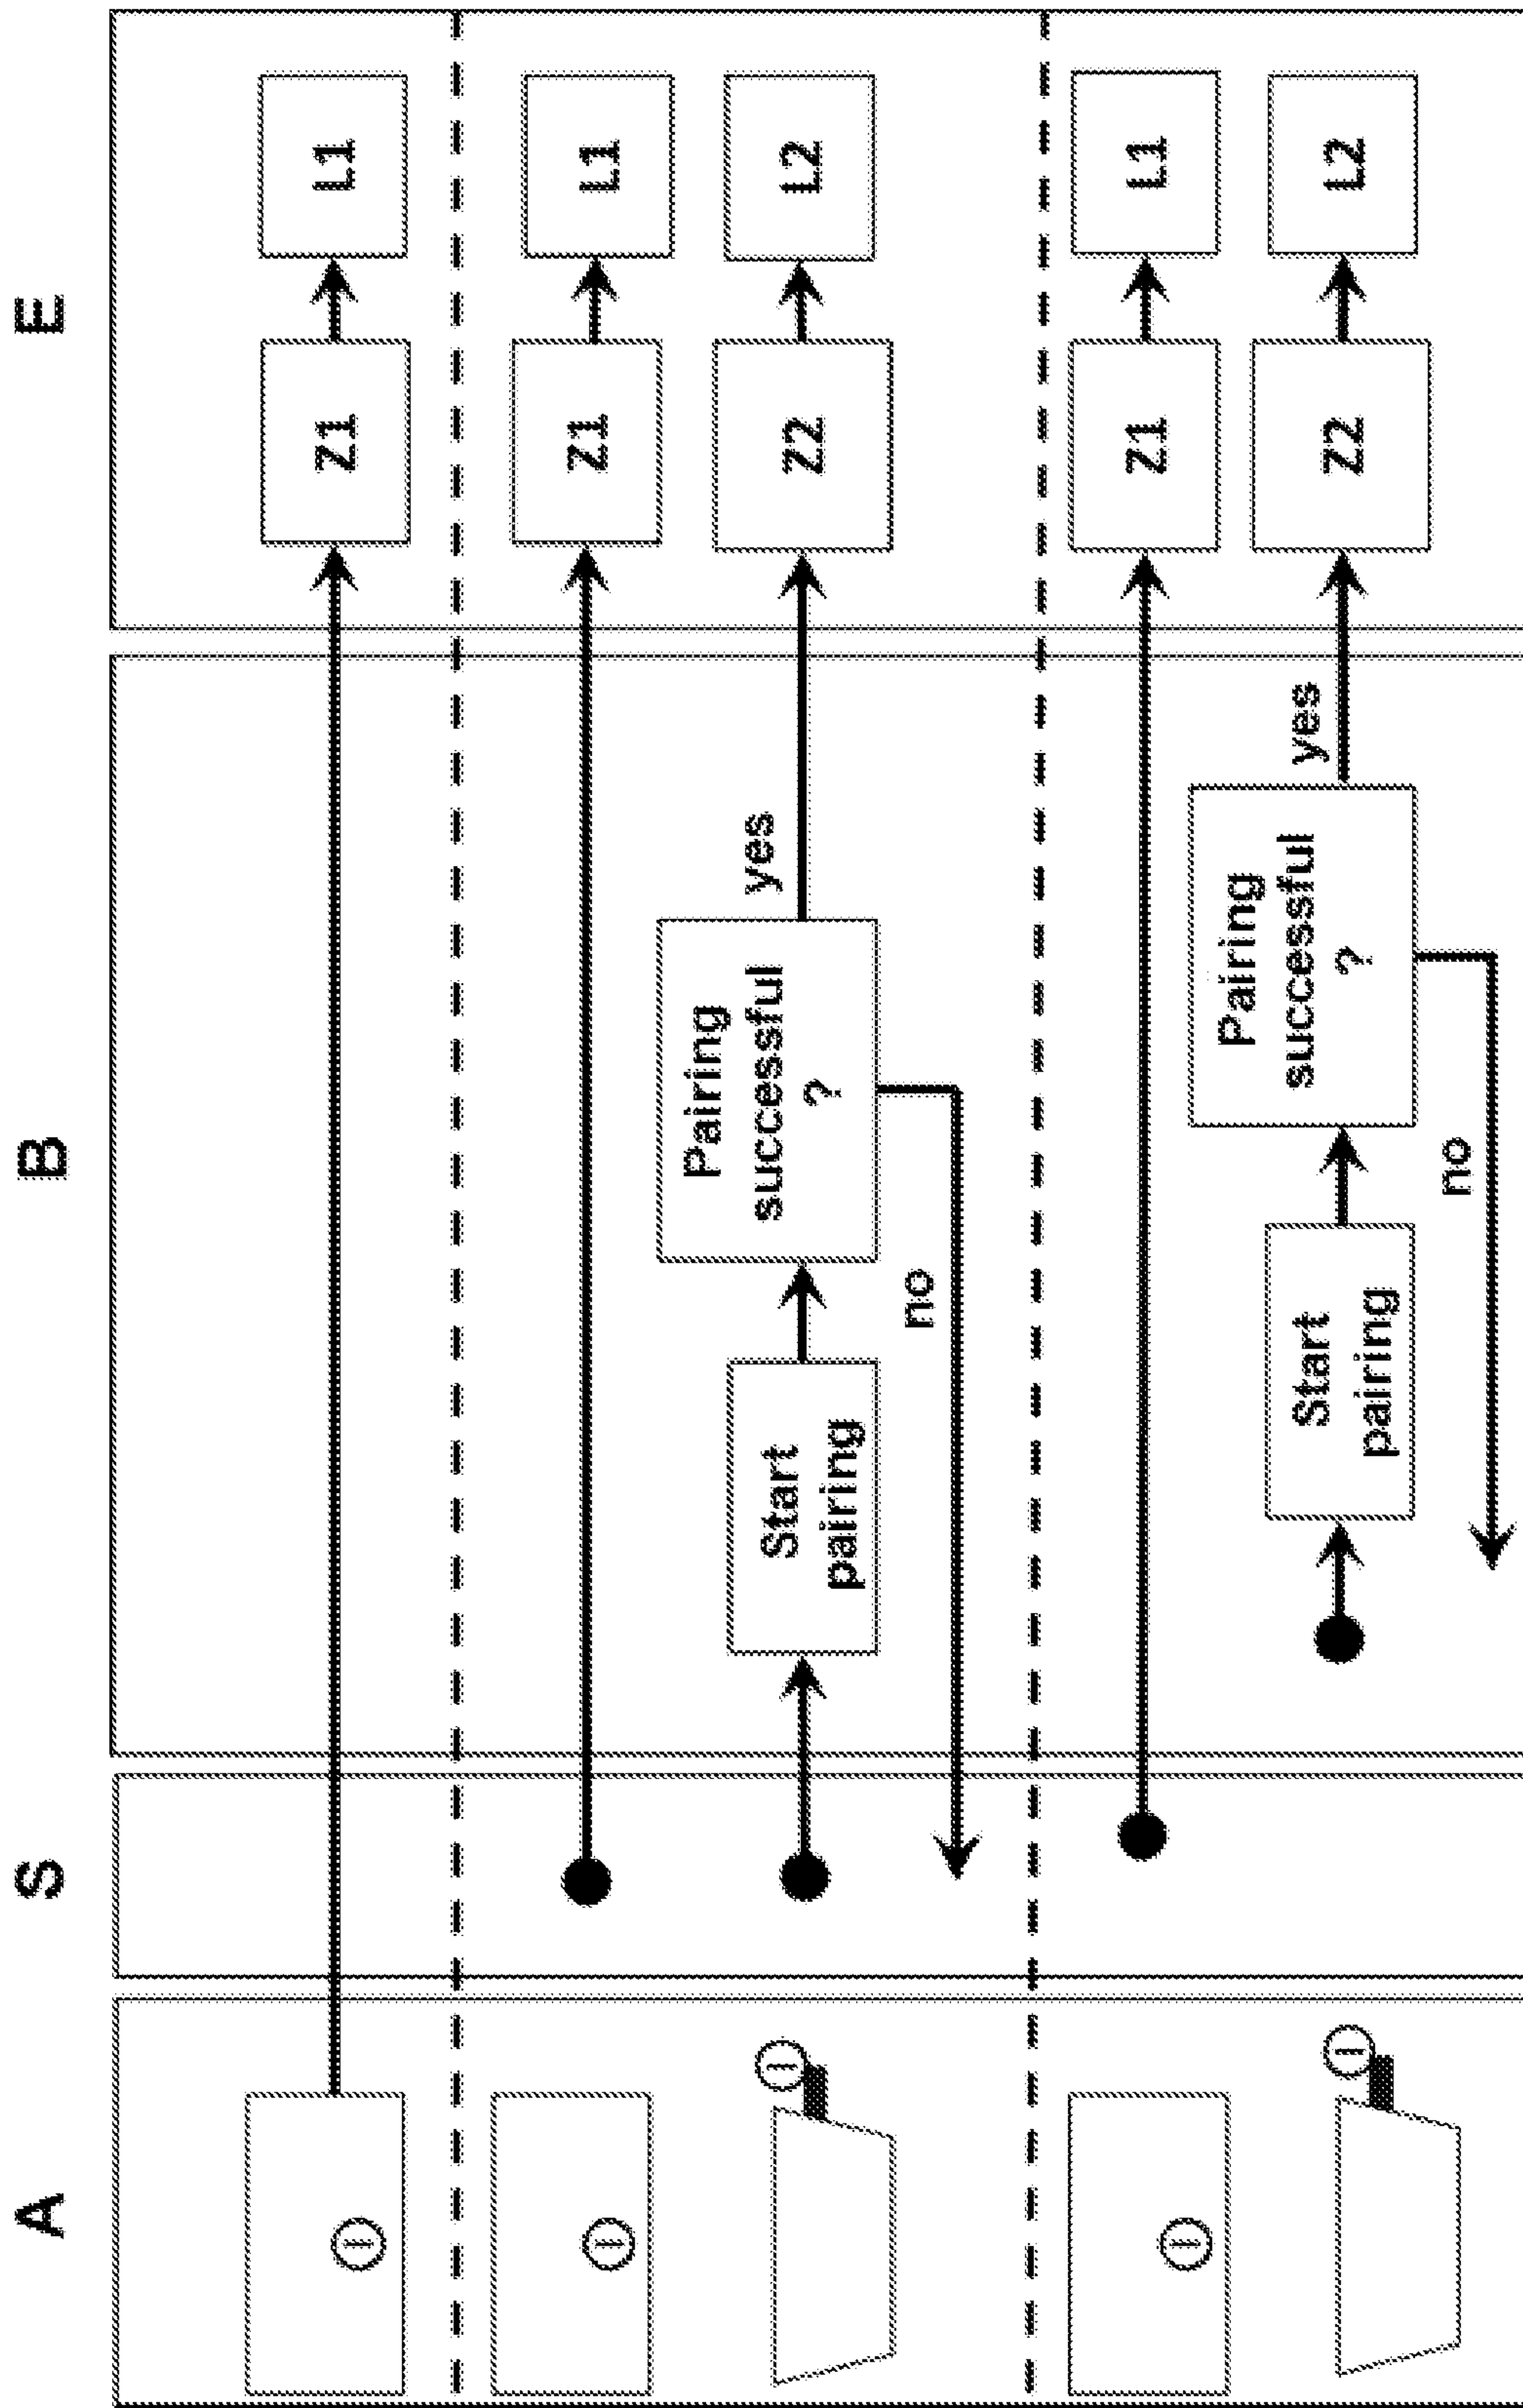 A
S
B
E
Z1
L1
Z1
L1
Start
pairing
Pairing
successful
?
yes
Z2
L2
no
Z1
L1
Start
pairing
Pairing
successful
?
yes
Z2
L2
no